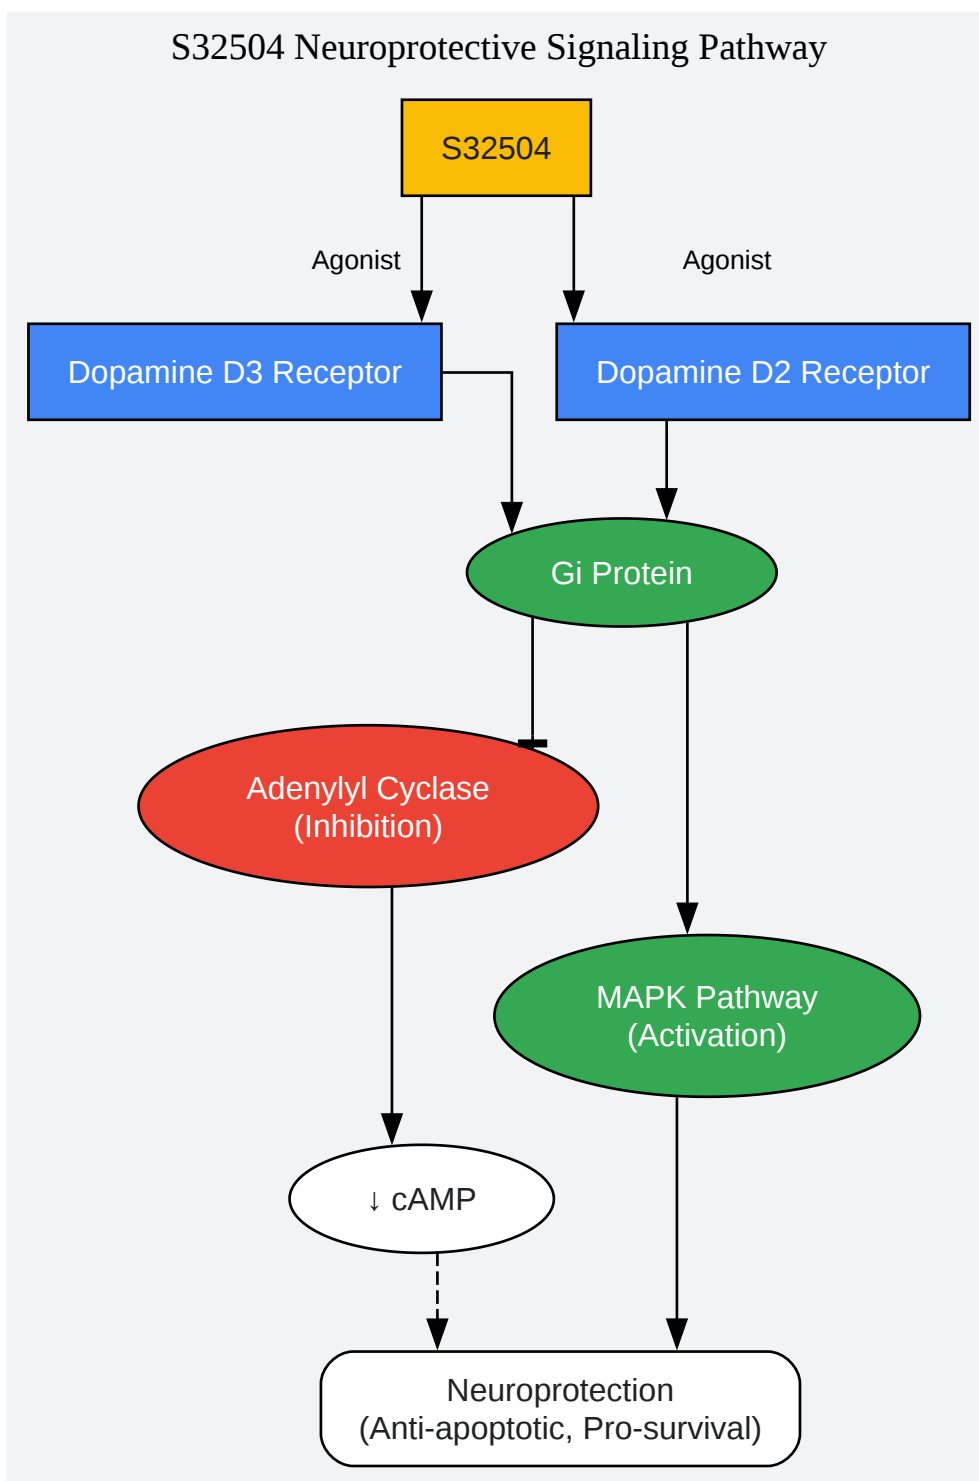 S32504 Neuroprotective Signaling Pathway
S32504
Agonist
Agonist
Dopamine D3 Receptor
Dopamine D2 Receptor
Gi Protein
Adenylyl Cyclase
(Inhibition)
MAPK Pathway
(Activation)
↓ cAMP
Neuroprotection
(Anti-apoptotic, Pro-survival)